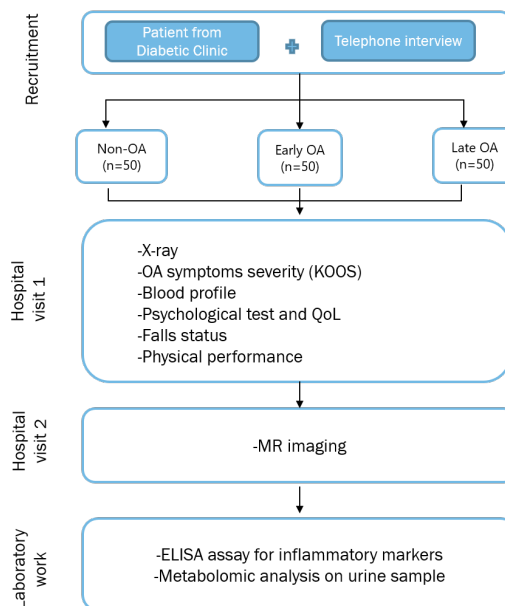 Recruitment
Patient from
Diabetic Clinic
Telephone interview
Non-OA
(n=50)
Early OA
(n=50)
Late OA
(n=50)
Hospital
visit 1
-X-ray
-OA symptoms severity (KOOS)
-Blood profile
-Psychological test and QoL
-Falls status
-Physical performance
Hospital
visit 2
-MR imaging
Laboratory
work
-ELISA assay for inflammatory markers
-Metabolomic analysis on urine sample